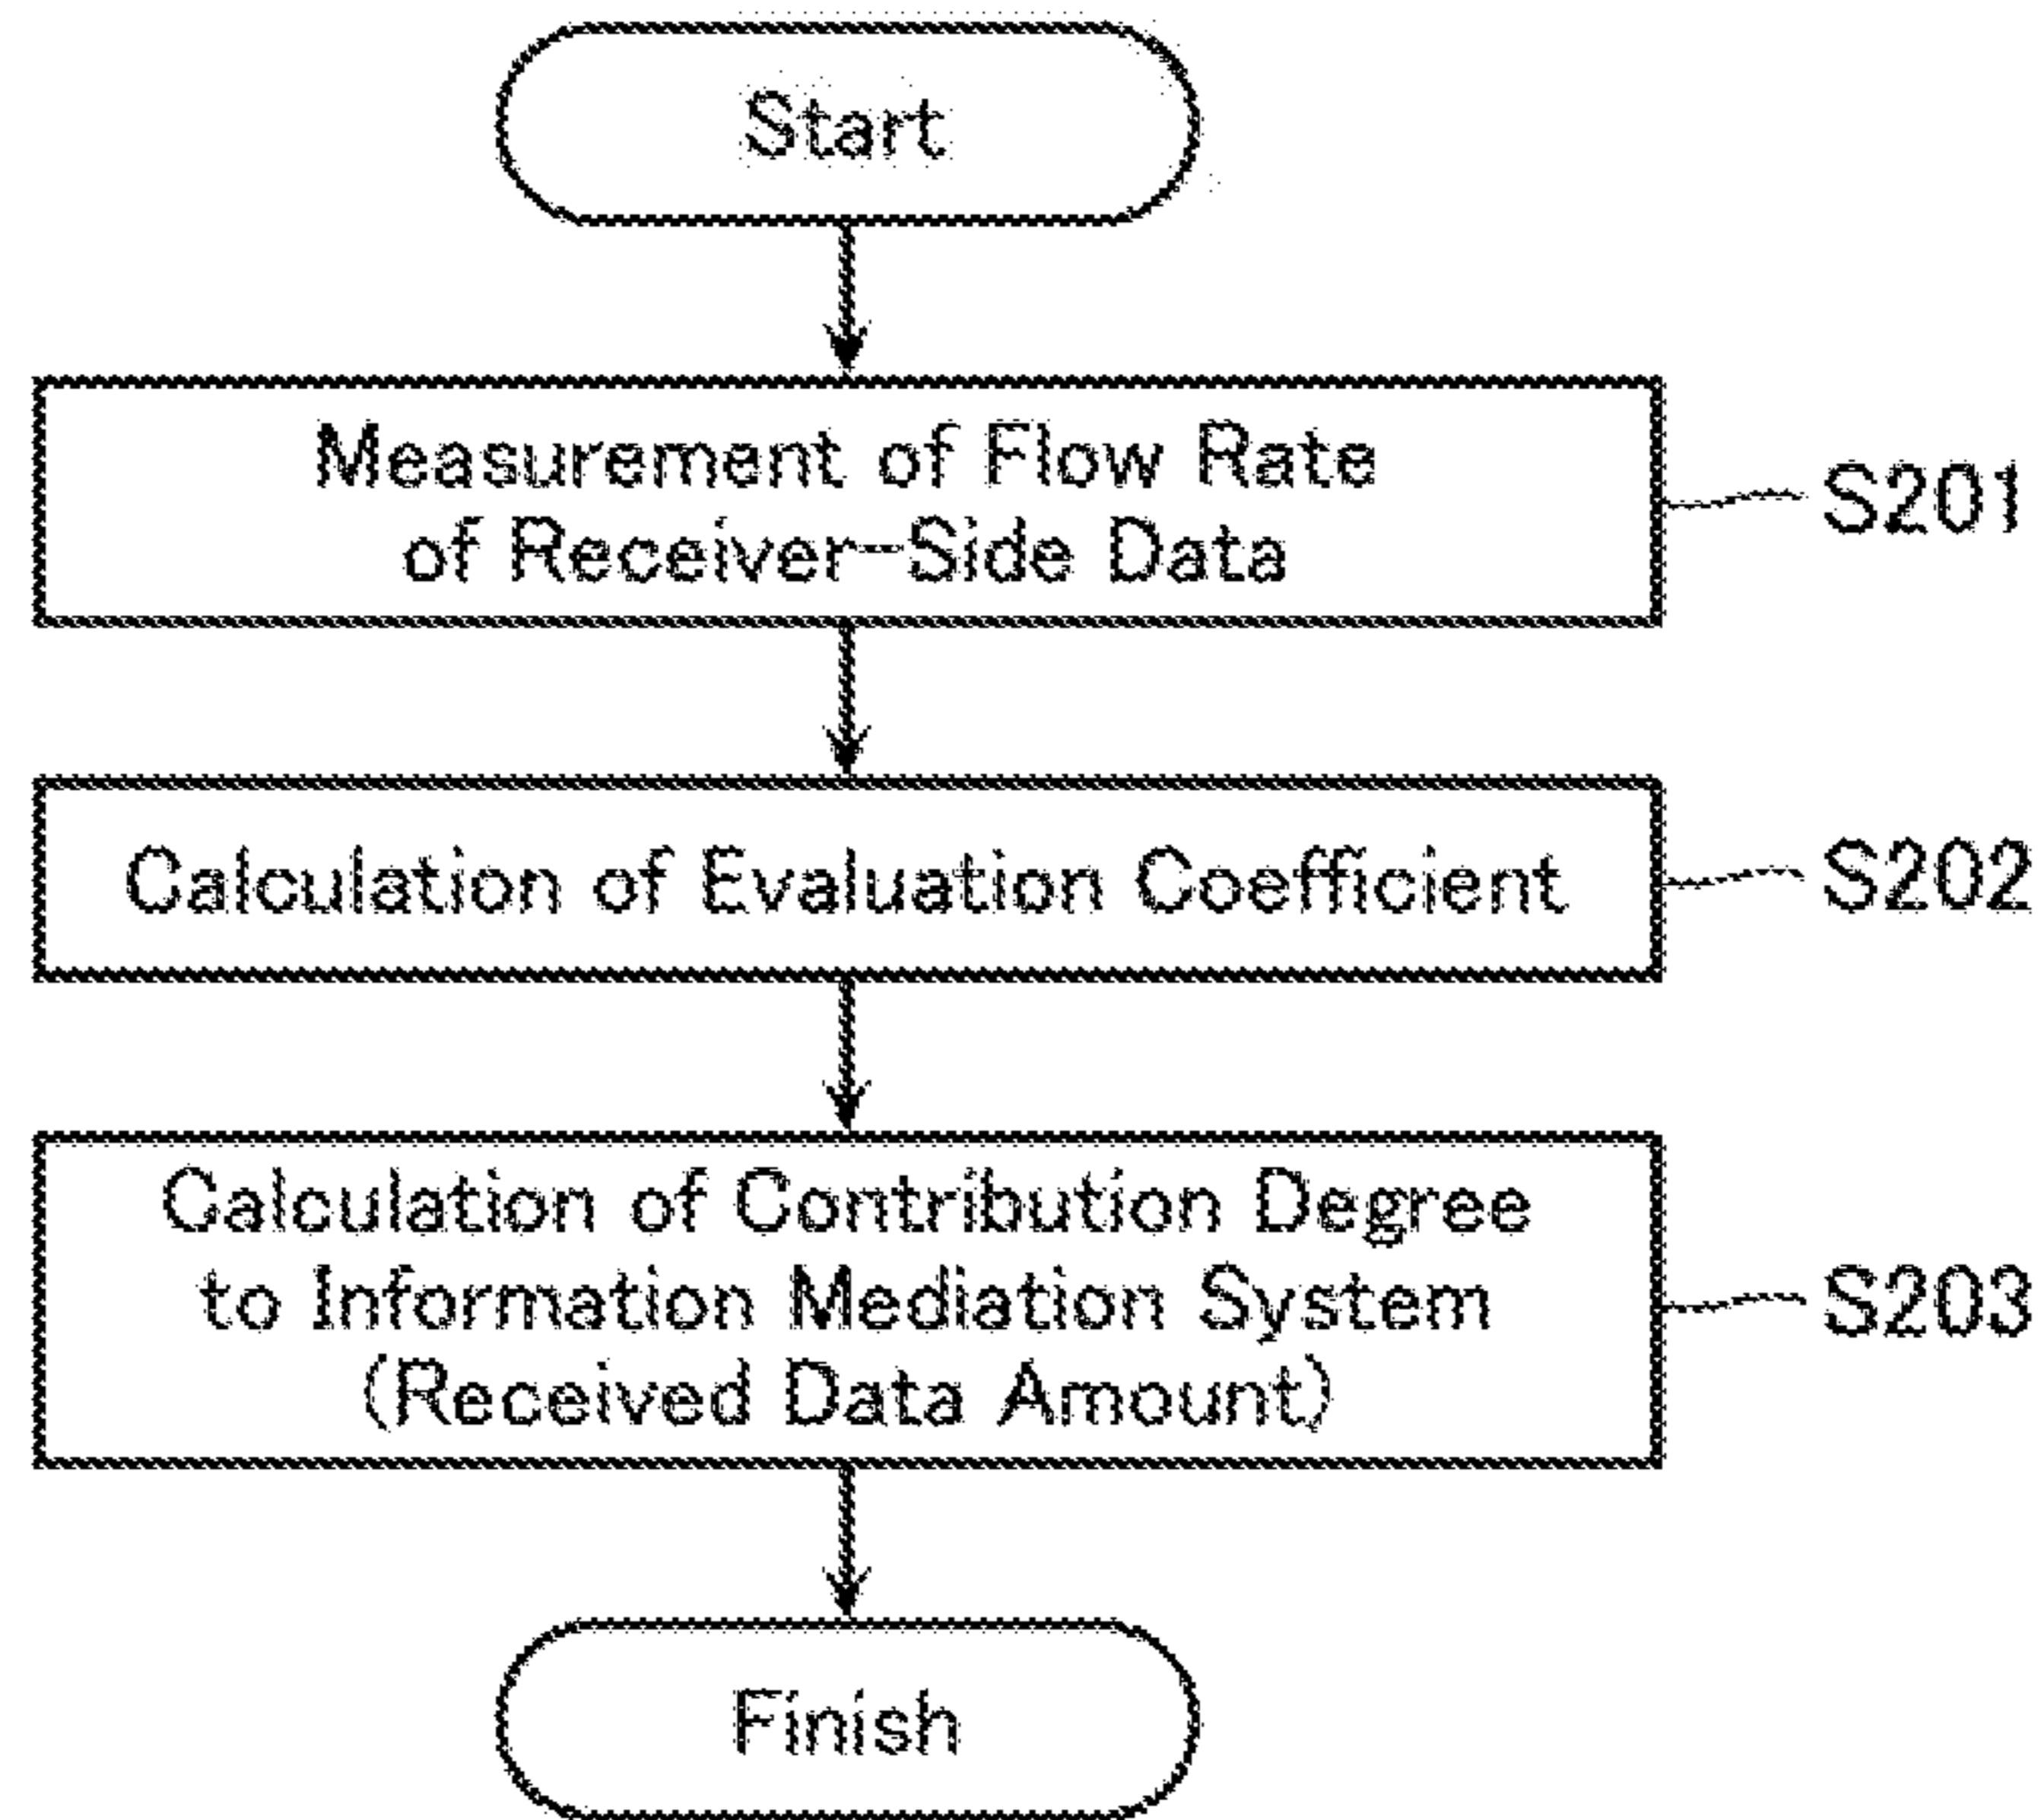 Start
Measurement of Flow Rate
of Receiver-Side Data
S201
Calculation of Evaluation Coefficient
S202
Calculation of Contribution Degree
to Information Mediation System
(Received Data Amount)
S203
Finish